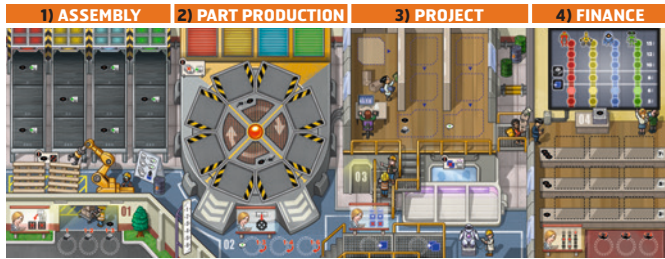 1) ASSEMBLY
2) PART PRODUCTION
3) PROJECT
4) FINANCE
04
03
01
02